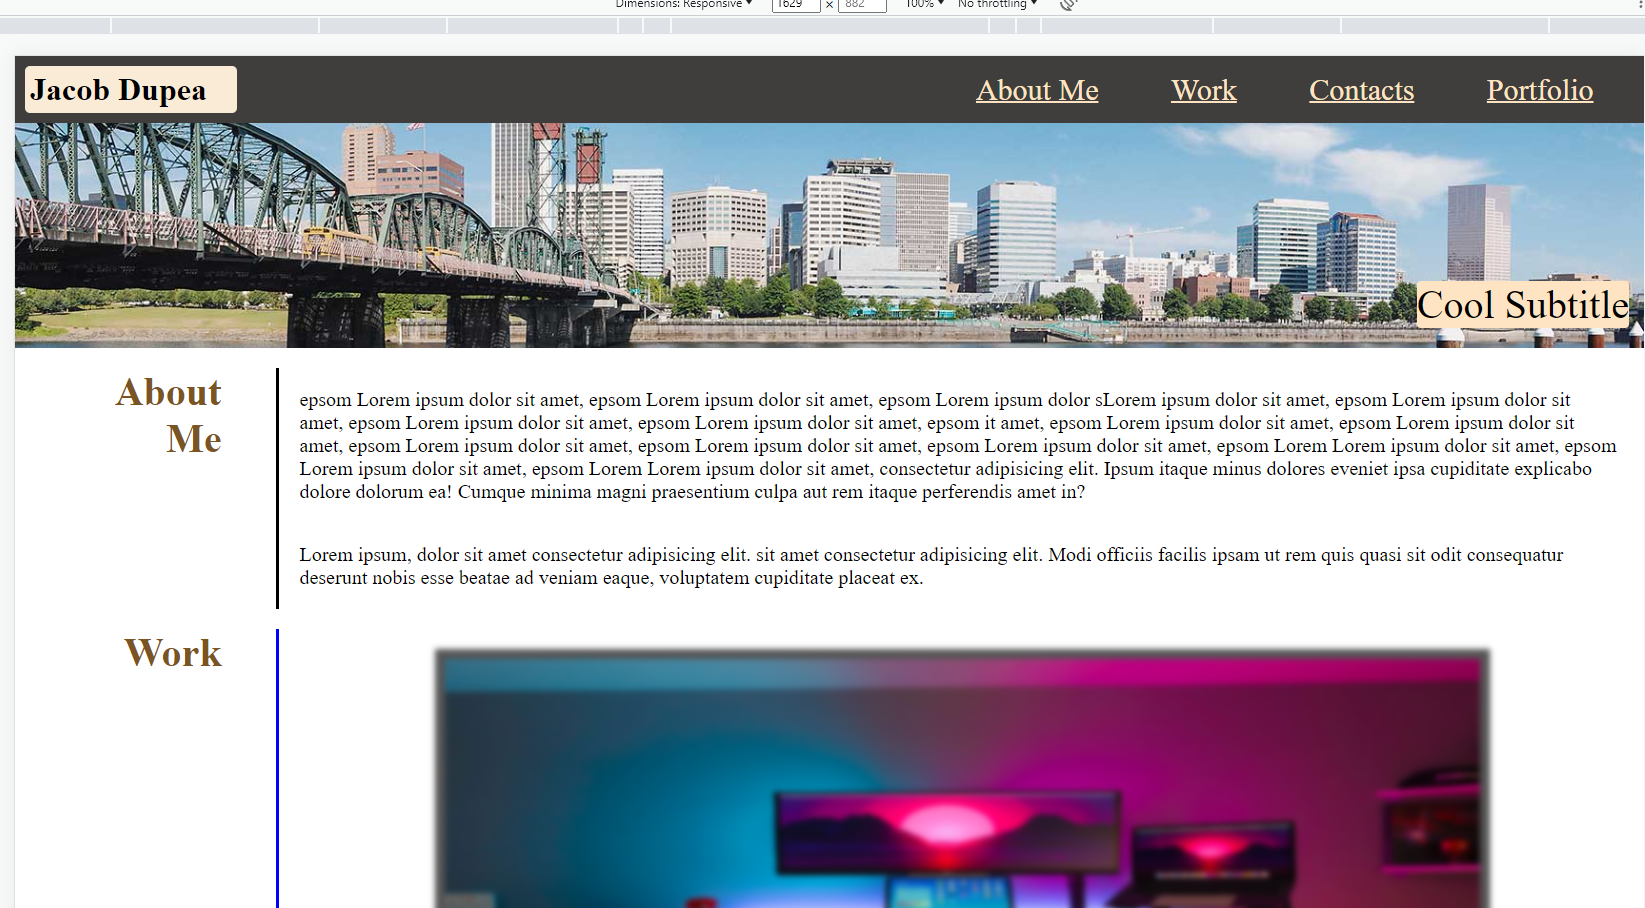 Dimensions: Responsive 1629 x 882 100% No throttling
Jacob Dupea About Me Work Contacts Portfolio
Cool Subtitle
About
Me
epsom Lorem ipsum dolor sit amet, epsom Lorem ipsum dolor sit amet, epsom Lorem ipsum dolor sLorem ipsum dolor sit amet, epsom Lorem ipsum dolor sit
amet, epsom Lorem ipsum dolor sit amet, epsom Lorem ipsum dolor sit amet, epsom it amet, epsom Lorem ipsum dolor sit amet, epsom Lorem ipsum dolor sit
amet, epsom Lorem ipsum dolor sit amet, epsom Lorem ipsum dolor sit amet, epsom Lorem ipsum dolor sit amet, epsom Lorem Lorem ipsum dolor sit amet, epsom
Lorem ipsum dolor sit amet, epsom Lorem Lorem ipsum dolor sit amet, consectetur adipisicing elit. Ipsum itaque minus dolores eveniet ipsa cupiditate explicabo
dolore dolorum ea! Cumque minima magni praesentium culpa aut rem itaque perferendis amet in?
Lorem ipsum, dolor sit amet consectetur adipisicing elit. sit amet consectetur adipisicing elit. Modi officiis facilis ipsam ut rem quis quasi sit odit consequatur
deserunt nobis esse beatae ad veniam eaque, voluptatem cupiditate placeat ex.
Work